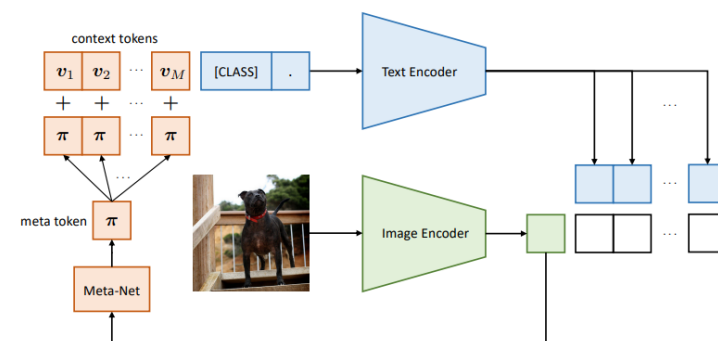 context tokens
v1 v2 ... vM [CLASS] .
+ + ... +
π π ... π
...
...
meta token π
Meta-Net
Text Encoder
...
Image Encoder
...